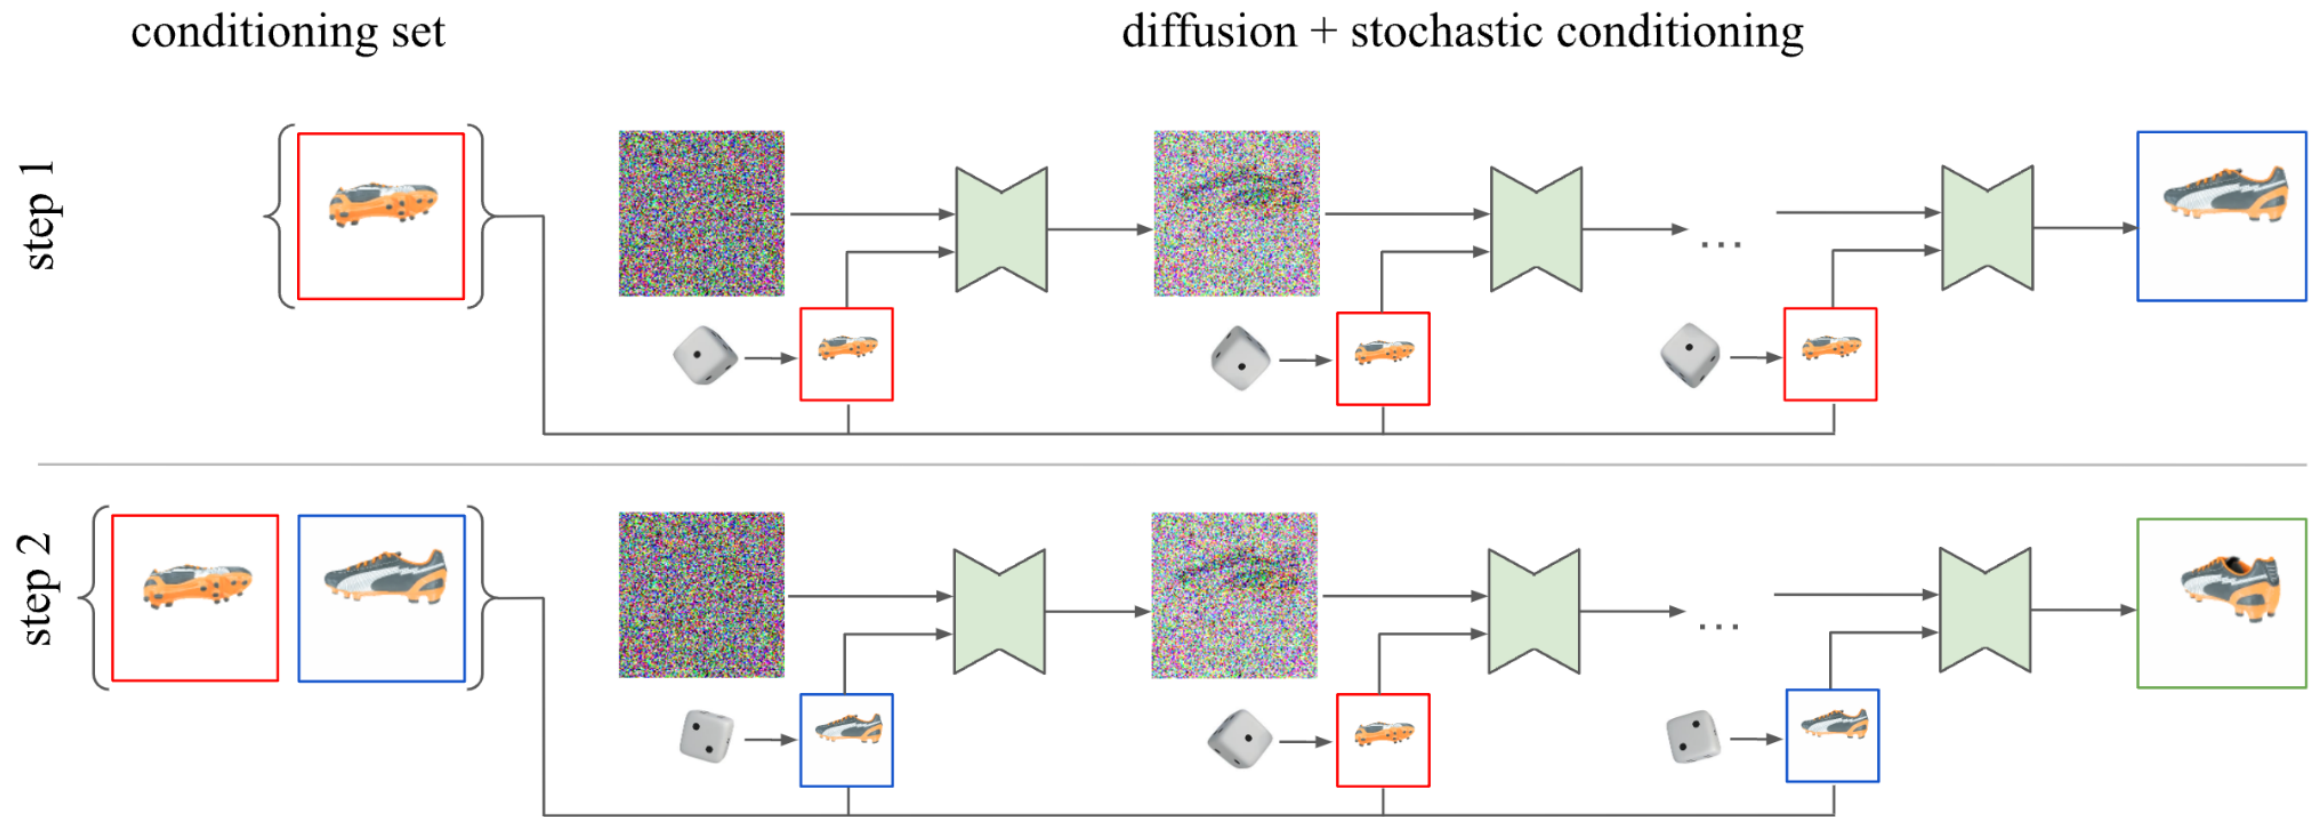 conditioning set
diffusion + stochastic conditioning
step 1
...
step 2
...